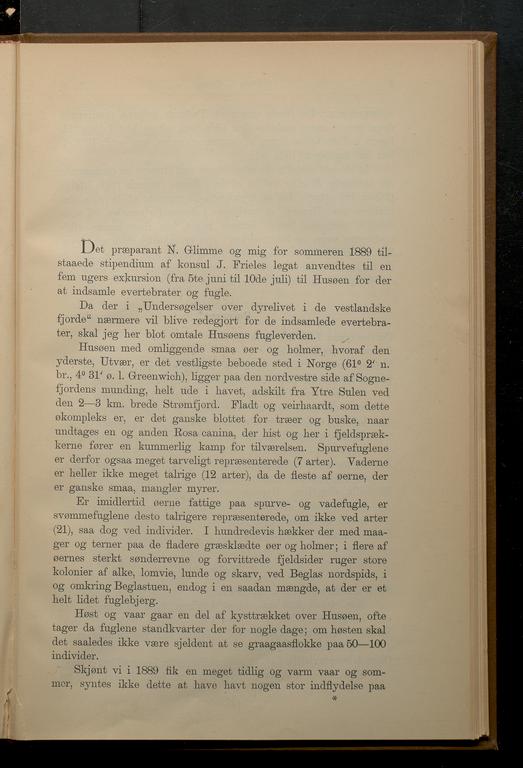 Det præparant N. Glimme og mig for sommeren 1889 til-
staaede stipendium af konsul J. Frieles legat anvendtes til en
fem ugers exkursion (fra 5te juni til 10de juli) til Husøen for der
at indsamle evertebrater og fugle.
Da der i „Undersøgelser over dyrelivet i de vestlandske
fjorde“ nærmere vil blive redegjort for de indsamlede evertebra-
ter, skal jeg her blot omtale Husøens fugleverden.
Husøen med omliggende smaa øer og holmer, hvoraf den
yderste, Utvær, er det vestligste beboede sted i Norge (61º 2′ n.
br., 4º 31′ ø. l. Greenwich), ligger paa den nordvestre side af Sogne-
fjordens munding, helt ude i havet, adskilt fra Ytre Sulen ved
den 2—3 km. brede Strømfjord. Fladt og veirhaardt, som dette
økompleks er, er det ganske blottet for træer og buske, naar
undtages en og anden Rosa canina, der hist og her i fjeldspræk-
kerne fører en kummerlig kamp for tilværelsen. Spurvefuglene
er derfor ogsaa meget tarveligt repræsenterede (7 arter). Vaderne
er heller ikke meget talrige (12 arter), da de fleste af øerne, der
er ganske smaa, mangler myrer.
Er imidlertid øerne fattige paa spurve- og vadefugle, er
svømmefuglene desto talrigere repræsenterede, om ikke ved arter
(21), saa dog ved individer. I hundredevis hækker der med maa-
ger og terner paa de fladere græsklædte øer og holmer; i flere af
øernes sterkt sønderrevne og forvittrede fjeldsider ruger store
kolonier af alke, lomvie, lunde og skarv, ved Beglas nordspids, i
og omkring Beglastuen, endog i en saadan mængde, at der er et
helt lidet fuglebjerg.
Høst og vaar gaar en del af kysttrækket over Husøen, ofte
tager da fuglene standkvarter der for nogle dage; om høsten skal
det saaledes ikke være sjeldent at se graagaasflokke paa 50—100
individer.
Skjønt vi i 1889 fik en meget tidlig og varm vaar og som-
mer, syntes ikke dette at have havt nogen stor indflydelse paa
*